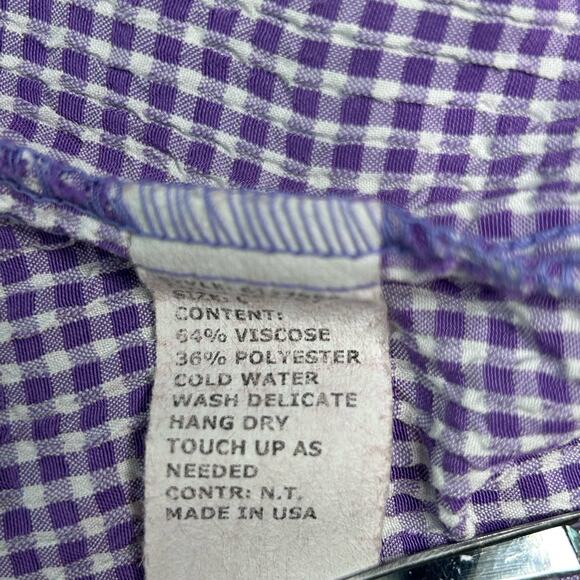 CONTENT:
64% VISCOSE
36% POLYESTER
COLD WATER
WASH DELICATE
HANG DRY
TOUCH UP AS
NEEDED
CONTR: N.T.
MADE IN USA